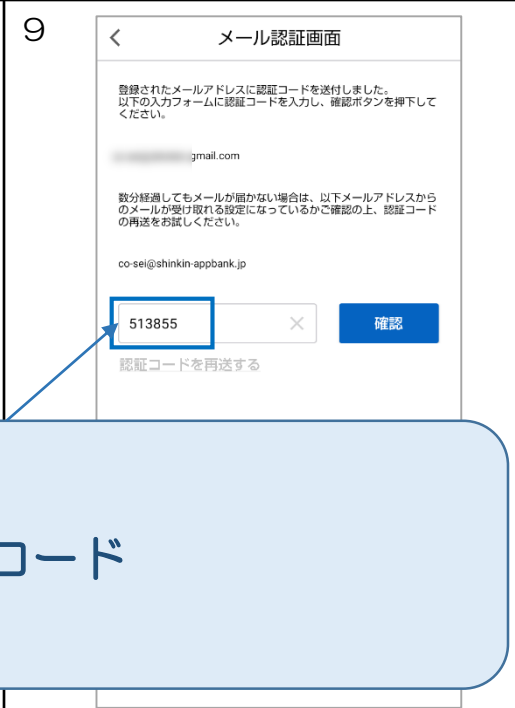 9
メール認証画面
登録されたメールアドレスに認証コードを送付しました。
以下の入力フォームに認証コードを入力し、確認ボタンを押下して
ください。
gmail.com
数分経過してもメールが届かない場合は、以下メールアドレスから
のメールが受け取れる設定になっているかご確認の上、認証コード
の再送をお試しください。
co-sei@shinkin-appbank.jp
513855
確認
認証コードを再送する
コード